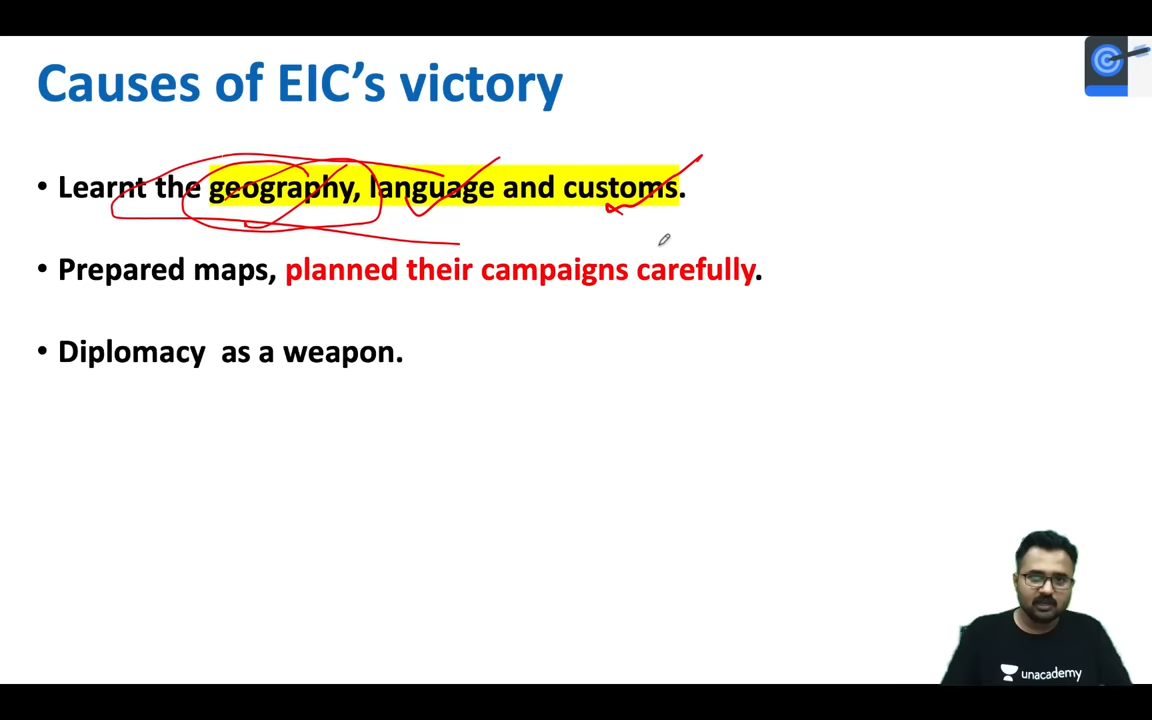 Causes of EIC’s victory
• Learnt the geography, language and customs.
• Prepared maps, planned their campaigns carefully.
• Diplomacy as a weapon.
unacademy